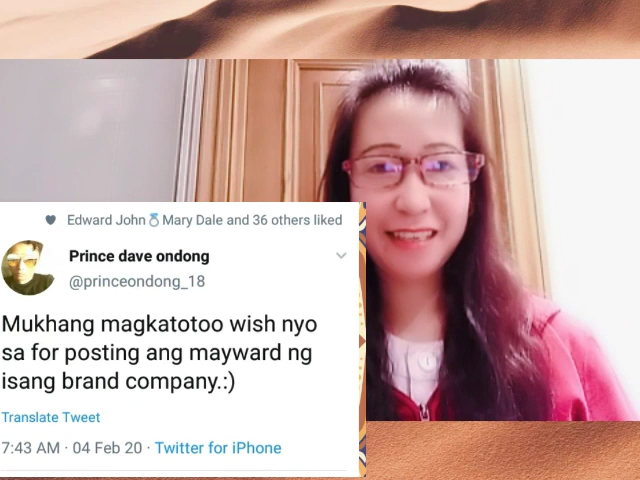 Edward John💍Mary Dale and 36 others liked
Prince dave ondong
@princeondong_18
Mukhang magkatotoo wish nyo
sa for posting ang mayward ng
isang brand company.:)
Translate Tweet
7:43 AM · 04 Feb 20 · Twitter for iPhone